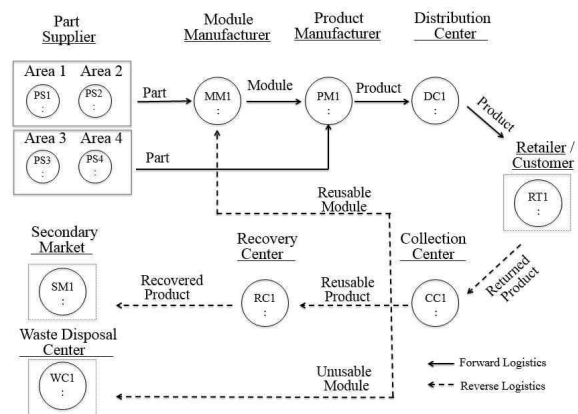 Part
Supplier
Module
Manufacturer
Product
Manufacturer
Distribution
Center
Area 1 Area 2
PS1
:
PS2
:
Part
MM1
:
Module
PM1
:
Product
DC1
:
Product
Area 3 Area 4
PS3
:
PS4
:
Part
Retailer /
Customer
RT1
:
Reusable
Module
Secondary
Market
Recovery
Center
Collection
Center
SM1
:
Recovered
Product
RC1
:
Reusable
Product
CC1
:
Returned
Product
Waste Disposal
Center
WC1
:
Unusable
Module
Forward Logistics
Reverse Logistics